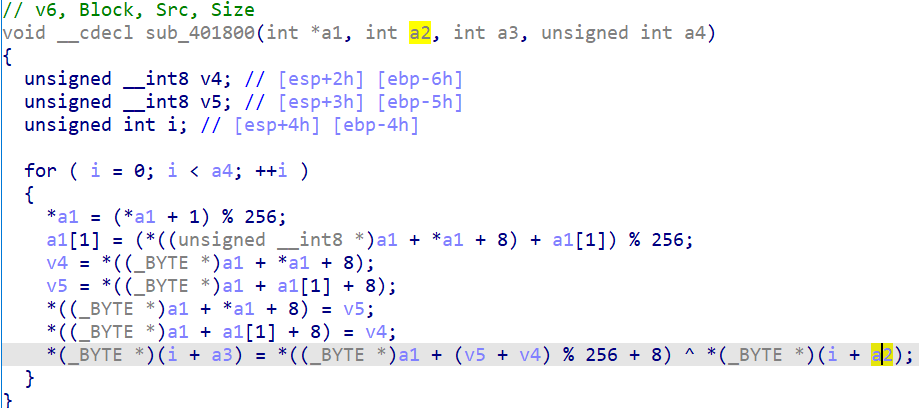 // v6, Block, Src, Size
void __cdecl sub_401800(int *a1, int a2, int a3, unsigned int a4)
{
  unsigned __int8 v4; // [esp+2h] [ebp-6h]
  unsigned __int8 v5; // [esp+3h] [ebp-5h]
  unsigned int i; // [esp+4h] [ebp-4h]

  for ( i = 0; i < a4; ++i )
  {
    *a1 = (*a1 + 1) % 256;
    a1[1] = (*((unsigned __int8 *)a1 + *a1 + 8) + a1[1]) % 256;
    v4 = *((_BYTE *)a1 + *a1 + 8);
    v5 = *((_BYTE *)a1 + a1[1] + 8);
    *((_BYTE *)a1 + *a1 + 8) = v5;
    *((_BYTE *)a1 + a1[1] + 8) = v4;
    *(_BYTE *)(i + a3) = *((_BYTE *)a1 + (v5 + v4) % 256 + 8) ^ *(_BYTE *)(i + a2);
  }
}